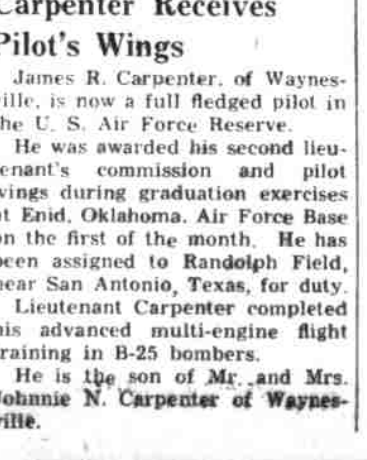 Carpenter Receives
Pilot's Wings
James R. Carpenter, of Waynes-
ville, is now a full fledged pilot in
the U. S. Air Force Reserve.
He was awarded his second lieu-
tenant's commission and pilot
wings during graduation exercises
at Enid, Oklahoma. Air Force Base
on the first of the month. He has
been assigned to Randolph Field,
near San Antonio, Texas, for duty.
Lieutenant Carpenter completed
his advanced multi-engine flight
training in B-25 bombers.
He is the son of Mr. and Mrs.
Johnnie N. Carpenter of Waynes-
ville.